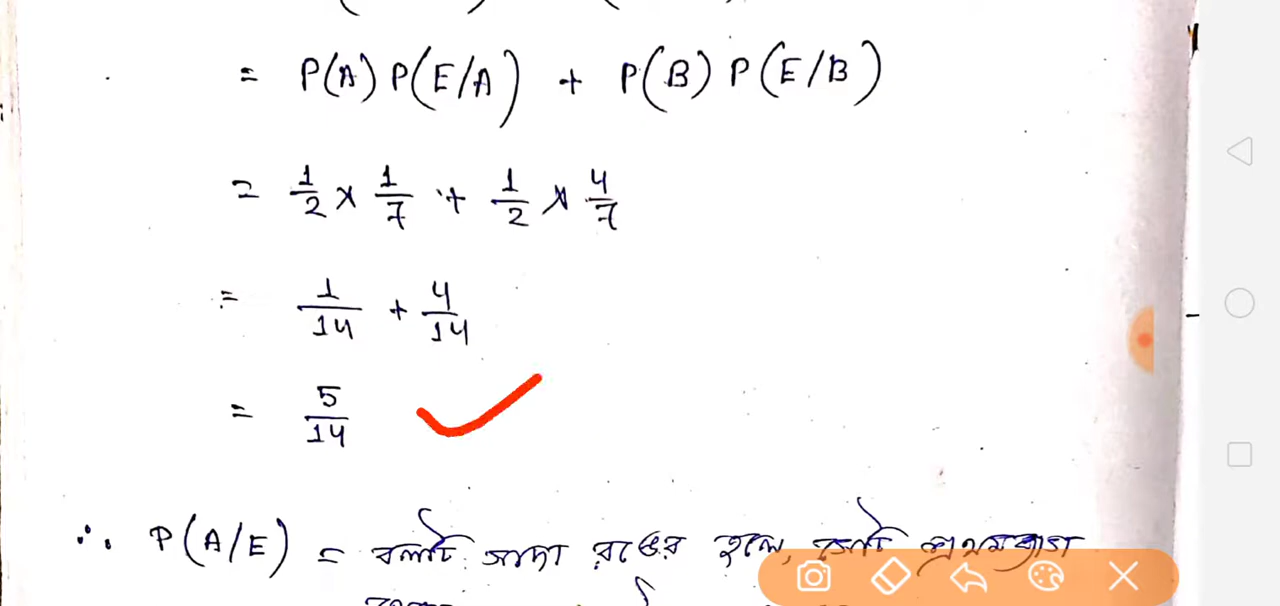 = P(A) P(E/A) + P(B) P(E/B)
= 1/2 × 1/7 + 1/2 × 4/7
= 1/14 + 4/14
= 5/14
∴ P(A/E) = বলটি সাদা রঙের হলে, সেটি